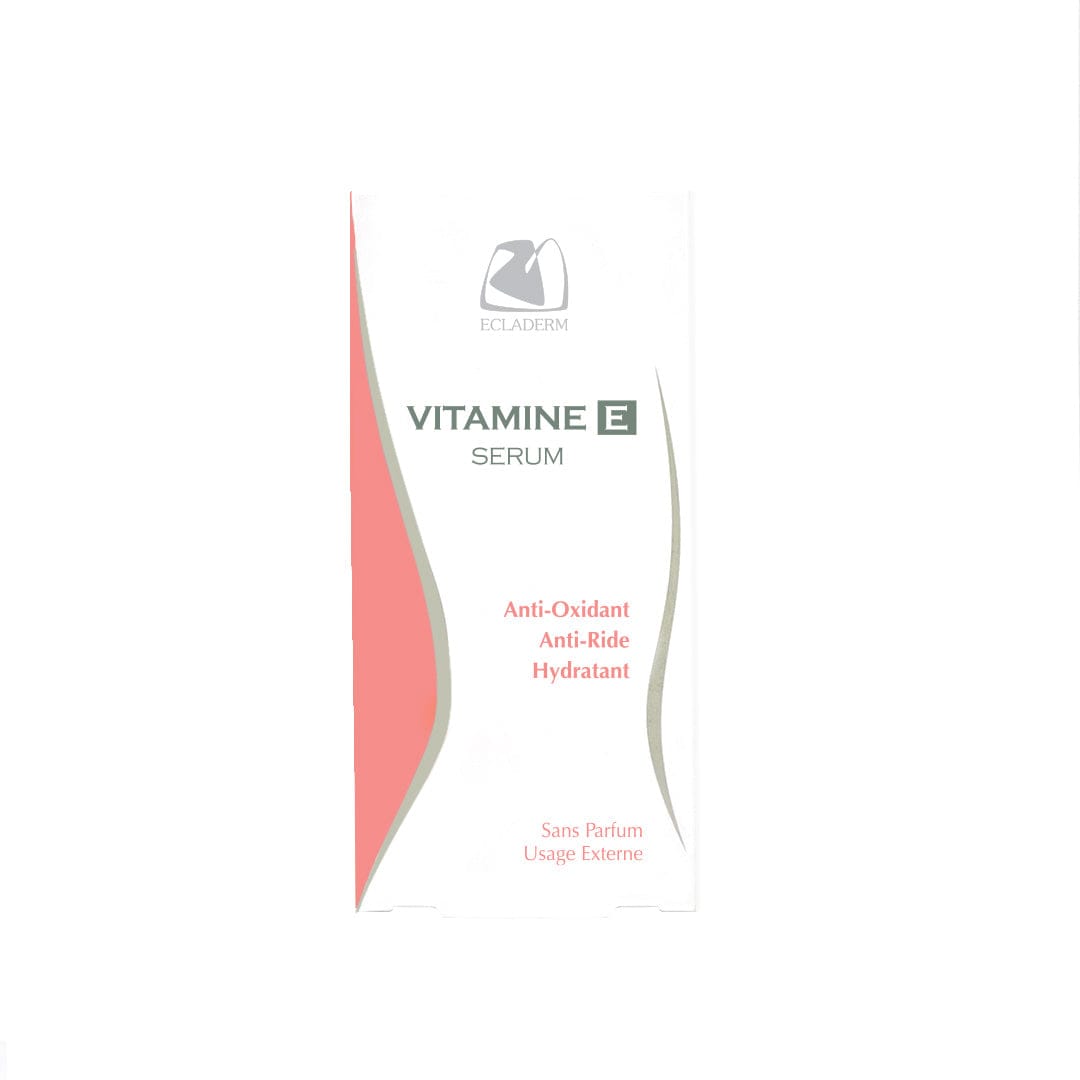 ECLADERM
VITAMINE E
SERUM
Anti-Oxidant
Anti-Ride
Hydratant
Sans Parfum
Usage Externe